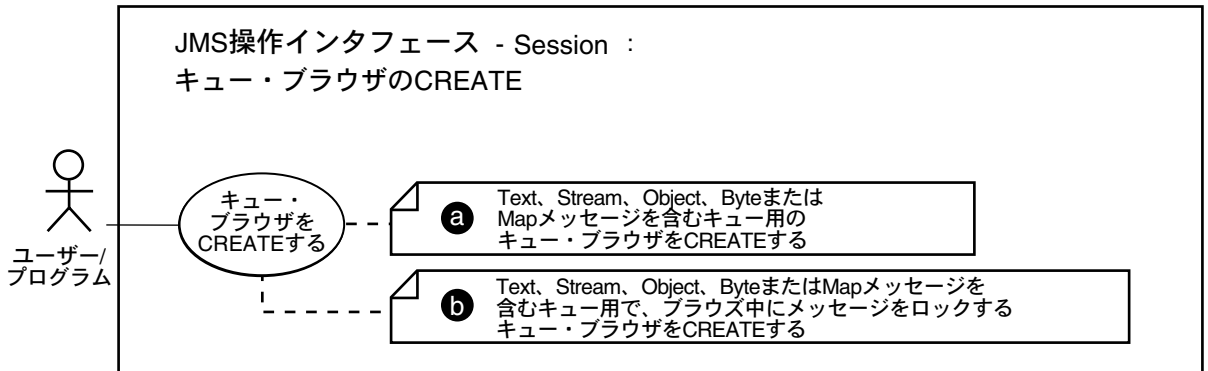 JMS操作インタフェース - Session :
キュー・ブラウザのCREATE
キュー・
ブラウザを
CREATEする
a
Text、Stream、Object、Byteまたは
Mapメッセージを含むキュー用の
キュー・ブラウザをCREATEする
ユーザー/
プログラム
b
Text、Stream、Object、ByteまたはMapメッセージを
含むキュー用で、ブラウズ中にメッセージをロックする
キュー・ブラウザをCREATEする